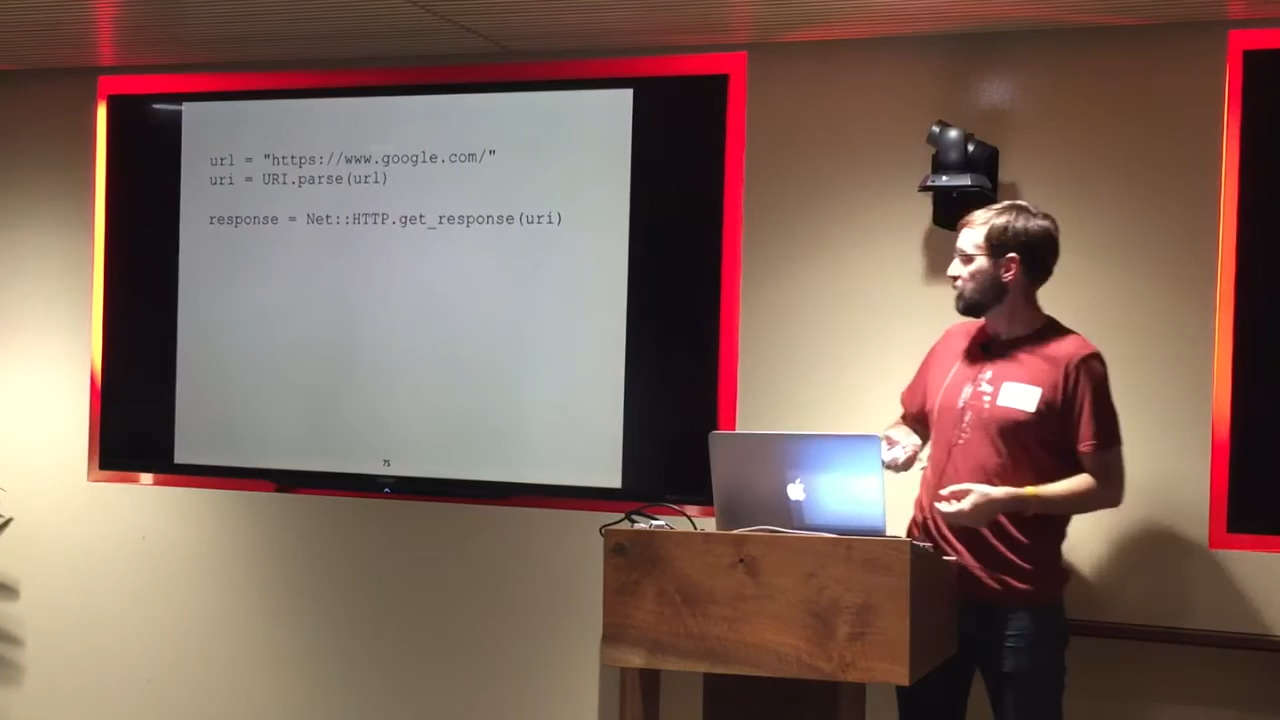 url = "https://www.google.com/"
uri = URI.parse(url)
response = Net::HTTP.get_response(uri)
75